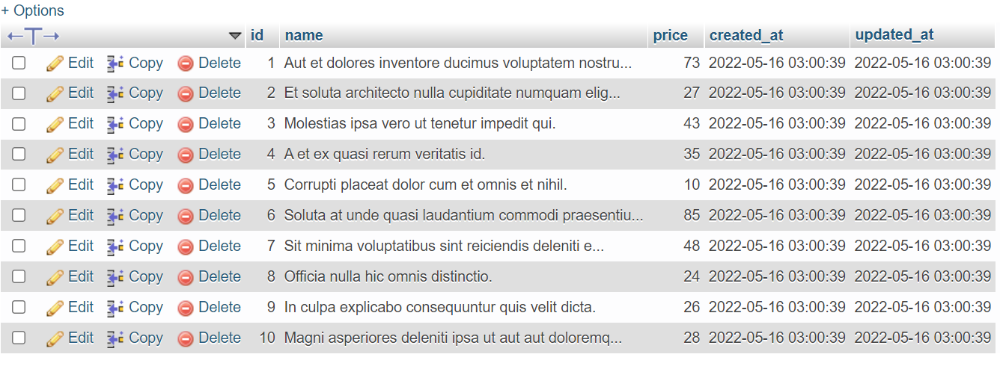 + Options
←T→ id name price created_at updated_at
Edit Copy Delete 1 Aut et dolores inventore ducimus voluptatem nostru... 73 2022-05-16 03:00:39 2022-05-16 03:00:39
Edit Copy Delete 2 Et soluta architecto nulla cupiditate numquam elig... 27 2022-05-16 03:00:39 2022-05-16 03:00:39
Edit Copy Delete 3 Molestias ipsa vero ut tenetur impedit qui. 43 2022-05-16 03:00:39 2022-05-16 03:00:39
Edit Copy Delete 4 A et ex quasi rerum veritatis id. 35 2022-05-16 03:00:39 2022-05-16 03:00:39
Edit Copy Delete 5 Corrupti placeat dolor cum et omnis et nihil. 10 2022-05-16 03:00:39 2022-05-16 03:00:39
Edit Copy Delete 6 Soluta at unde quasi laudantium commodi praesentiu... 85 2022-05-16 03:00:39 2022-05-16 03:00:39
Edit Copy Delete 7 Sit minima voluptatibus sint reiciendis deleniti e... 48 2022-05-16 03:00:39 2022-05-16 03:00:39
Edit Copy Delete 8 Officia nulla hic omnis distinctio. 24 2022-05-16 03:00:39 2022-05-16 03:00:39
Edit Copy Delete 9 In culpa explicabo consequuntur quis velit dicta. 26 2022-05-16 03:00:39 2022-05-16 03:00:39
Edit Copy Delete 10 Magni asperiores deleniti ipsa ut aut aut doloremq... 28 2022-05-16 03:00:39 2022-05-16 03:00:39